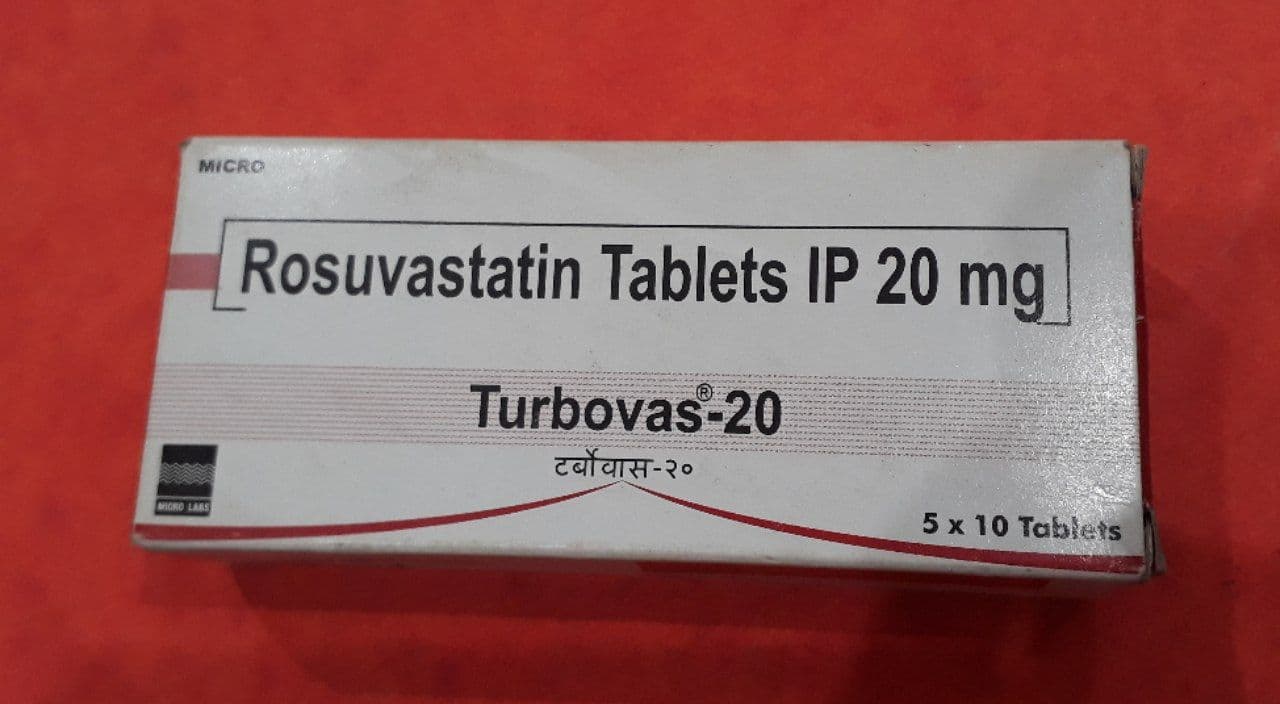 MICRO
Rosuvastatin Tablets IP 20 mg
Turbovas®-20
टर्बोवास-२०
MICRO LABS
5 x 10 Tablets